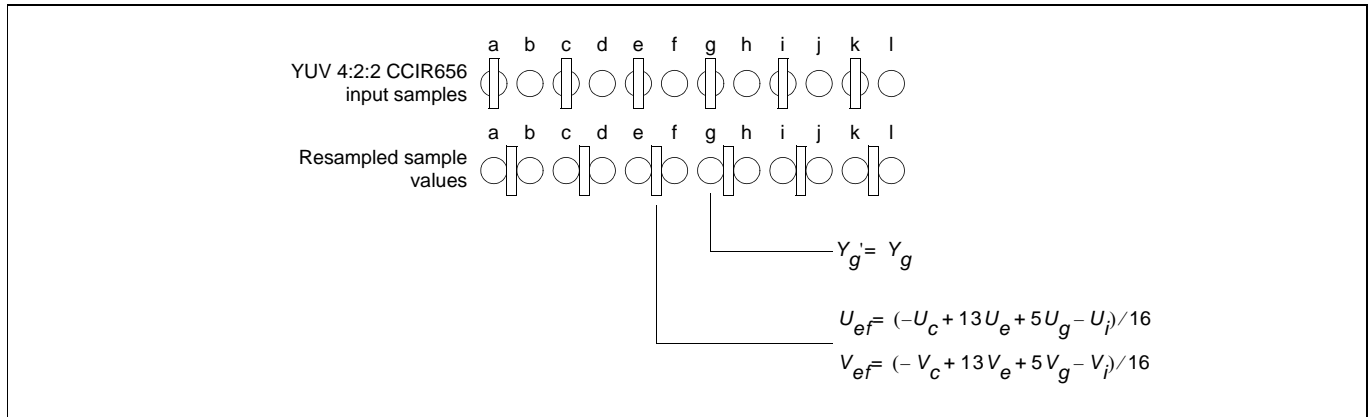 a b c d e f g h i j k l
YUV 4:2:2 CCIR656
input samples
a b c d e f g h i j k l
Resampled sample
values
Y_g' = Y_g
U_ef = (–U_c + 13U_e + 5U_g – U_i)/16
V_ef = (–V_c + 13V_e + 5V_g – V_i)/16